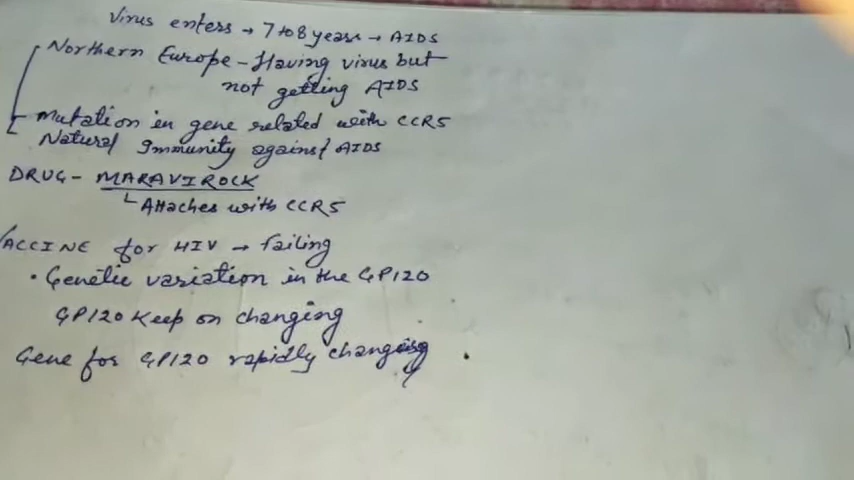 Virus enters → 7 to 8 years → AIDS
Northern Europe - Having virus but
not getting AIDS
Mutation in gene related with CCR5
Natural Immunity against AIDS
DRUG - MARAVIROCK
Attaches with CCR5
VACCINE for HIV → failing
• Genetic variation in the GP120
GP120 Keep on changing
Gene for GP120 rapidly changing